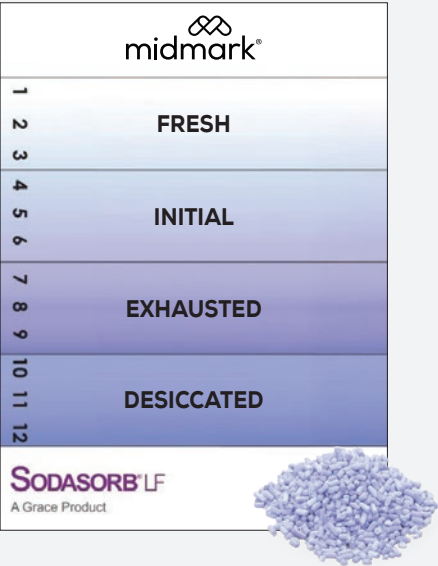 midmark®
1
2
3
FRESH
4
5
6
INITIAL
7
8
9
EXHAUSTED
10
11
12
DESICCATED
SODASORB® LF
A Grace Product